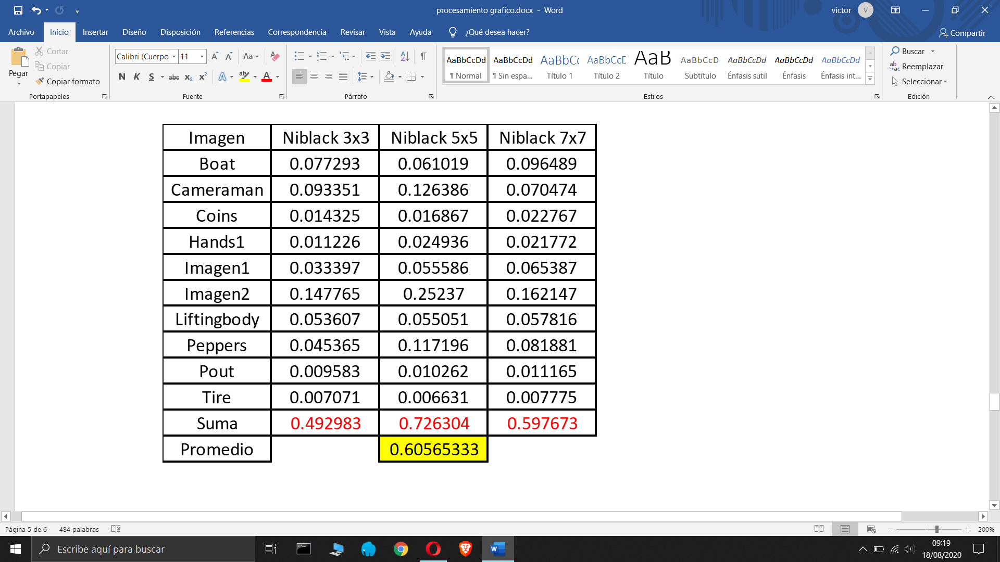 procesamiento grafico.docx - Word
victor V
Archivo Inicio Insertar Diseño Disposición Referencias Correspondencia Revisar Vista Ayuda ¿Qué desea hacer? Compartir
Pegar
Cortar
Copiar
Copiar formato
Portapapeles
Calibri (Cuerpo 11 Aa
N K S abc x₂ x² A ab A
Fuente
Párrafo
AaBbCcDd AaBbCcDd AaBbCc AaBbCcD AaB AaBbCcD AaBbCcDd AaBbCcDd AaBbCcDd
¶ Normal ¶ Sin espa... Título 1 Título 2 Título Subtítulo Énfasis sutil Énfasis Énfasis int...
Estilos
Buscar
Reemplazar
Seleccionar
Edición
Imagen Niblack 3x3 Niblack 5x5 Niblack 7x7
Boat 0.077293 0.061019 0.096489
Cameraman 0.093351 0.126386 0.070474
Coins 0.014325 0.016867 0.022767
Hands1 0.011226 0.024936 0.021772
Imagen1 0.033397 0.055586 0.065387
Imagen2 0.147765 0.25237 0.162147
Liftingbody 0.053607 0.055051 0.057816
Peppers 0.045365 0.117196 0.081881
Pout 0.009583 0.010262 0.011165
Tire 0.007071 0.006631 0.007775
Suma 0.492983 0.726304 0.597673
Promedio 0.60565333
Página 5 de 6 484 palabras 200%
Escribe aquí para buscar
09:19
18/08/2020